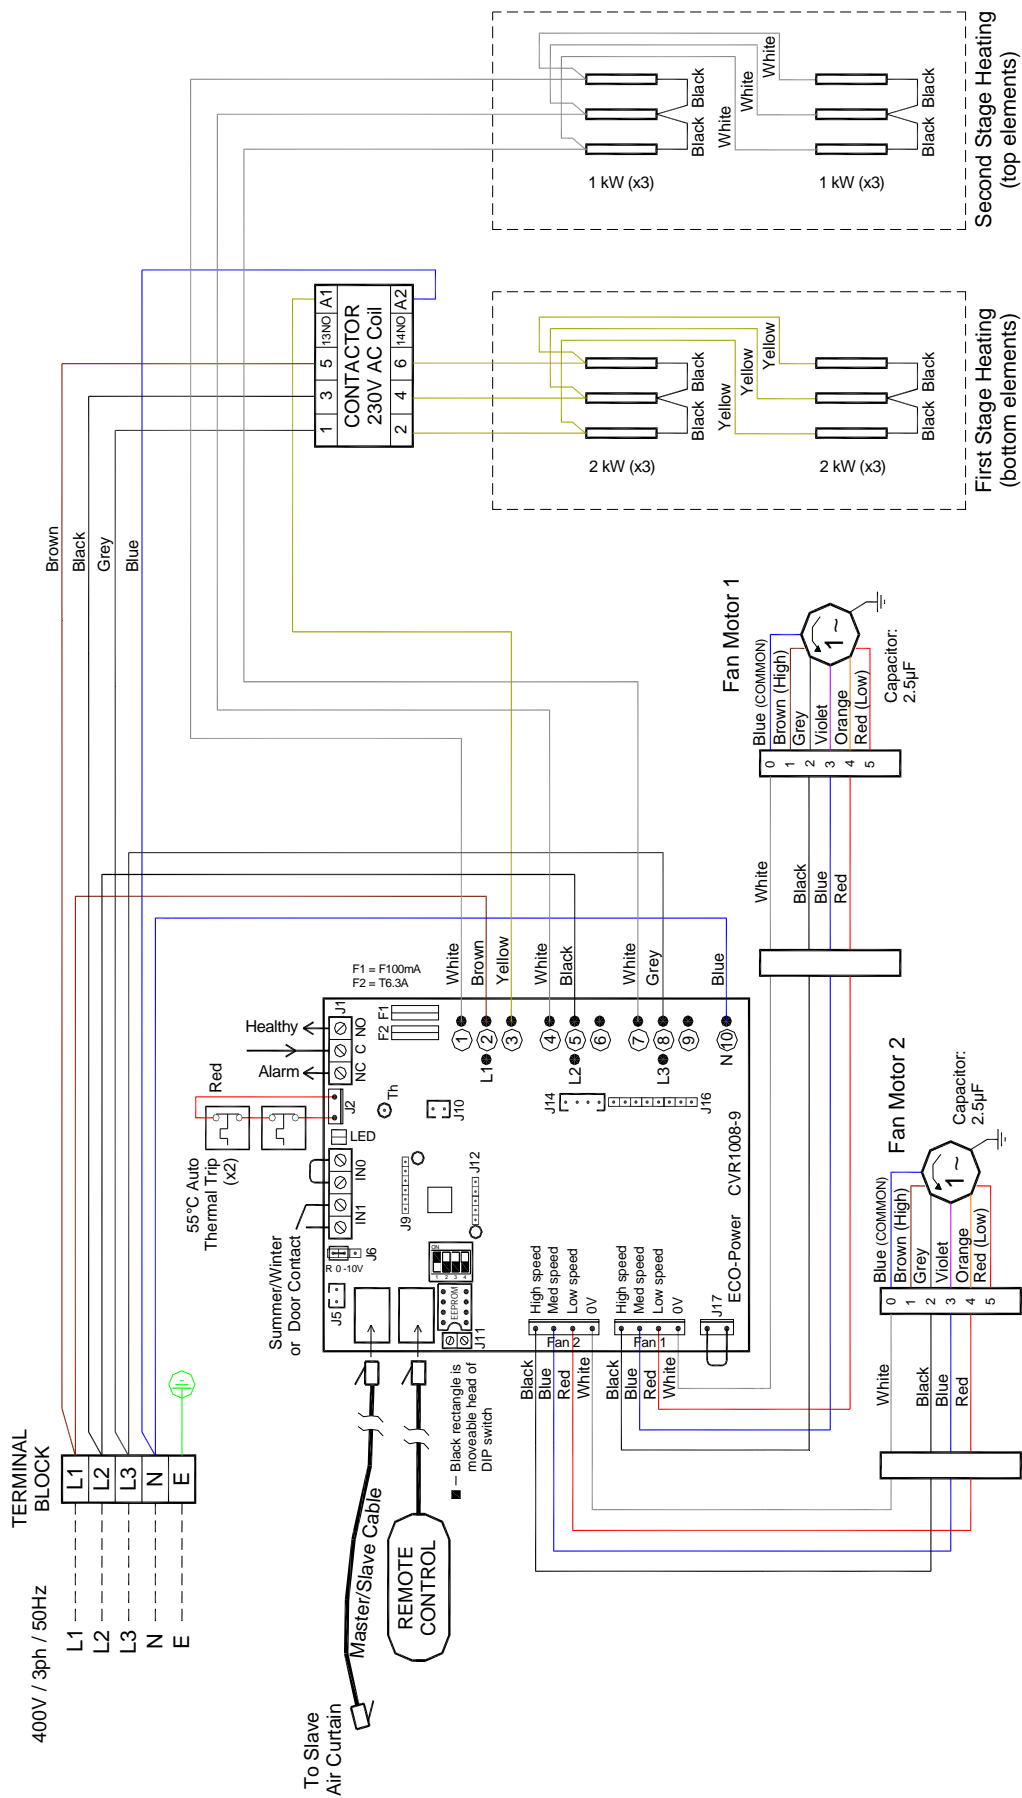 400V / 3ph / 50Hz
TERMINAL
BLOCK
L1
L2
L3
N
E
L1
L2
L3
N
E
Brown
Black
Grey
Blue
CONTACTOR
230V AC Coil
1
3
5
13NO
A1
2
4
6
14NO
A2
White
White
White
Black
Black
Black
Black
1 kW (x3)
1 kW (x3)
Second Stage Heating
(top elements)
Yellow
Yellow
Yellow
Black
Black
Black
Black
2 kW (x3)
2 kW (x3)
First Stage Heating
(bottom elements)
55°C Auto
Thermal Trip
(x2)
Red
Summer/Winter
or Door Contact
Healthy
Alarm
F1 = F100mA
F2 = T6.3A
J1
NO
C
NC
F1
F2
J2
Th
LED
IN0
IN1
J6
R 0 -10V
J5
J9
J10
J12
J14
J16
ON
1 2 3 4
EEPROM
J11
White
Brown
Yellow
White
Black
White
Grey
Blue
1
2
3
4
5
6
7
8
9
N 10
L1
L2
L3
ECO-Power CVR1008-9
High speed
Med speed
Low speed
0V
Fan 2
High speed
Med speed
Low speed
0V
Fan 1
J17
Black
Blue
Red
White
Black
Blue
Red
White
– Black rectangle is
moveable head of
DIP switch
Master/Slave Cable
REMOTE
CONTROL
To Slave
Air Curtain
Fan Motor 1
Blue (COMMON)
Brown (High)
Grey
Violet
Orange
Red (Low)
0
1
2
3
4
5
1 ~
Capacitor:
2.5µF
White
Black
Blue
Red
Fan Motor 2
Blue (COMMON)
Brown (High)
Grey
Violet
Orange
Red (Low)
0
1
2
3
4
5
1 ~
Capacitor:
2.5µF
White
Black
Blue
Red